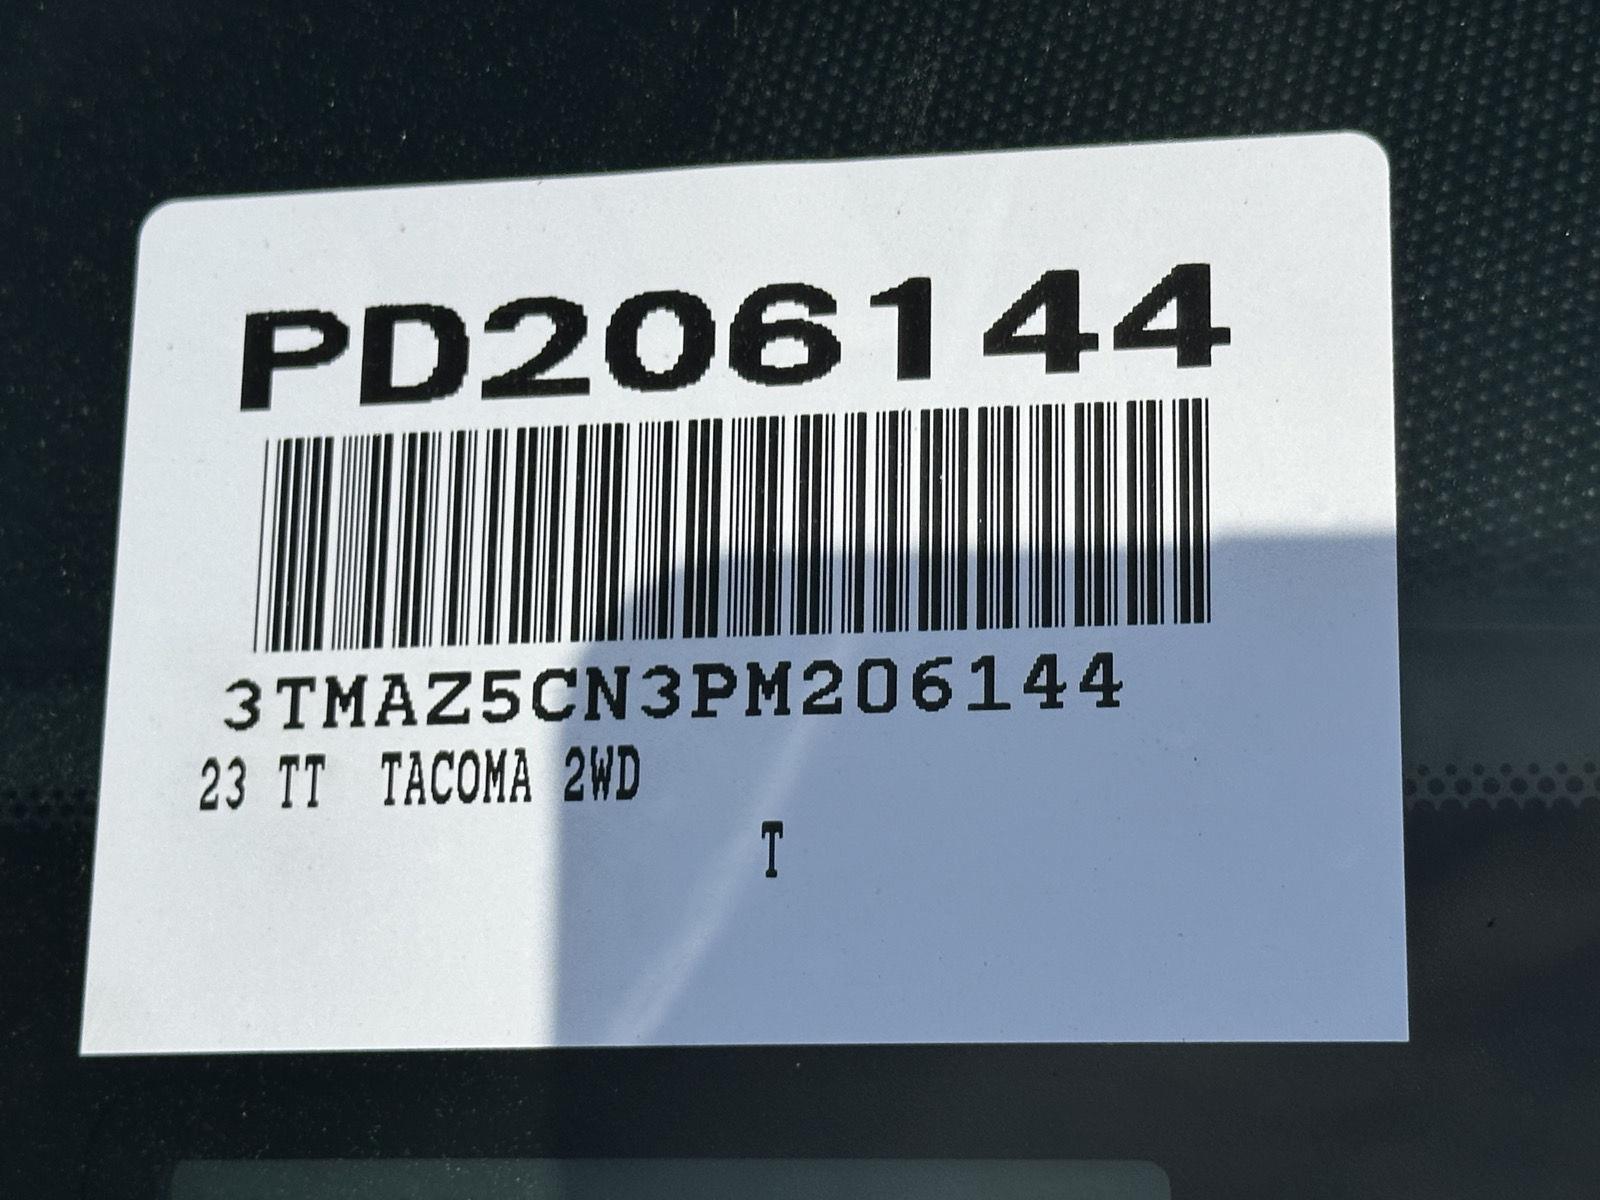 PD206144
3TMAZ5CN3PM206144
23 TT TACOMA 2WD
T